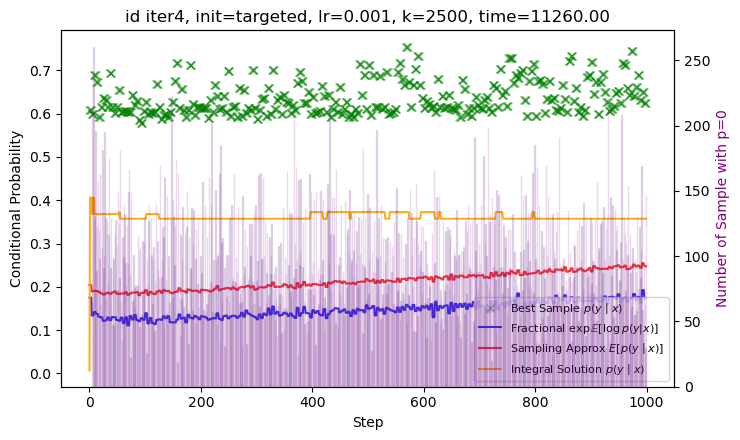 id iter4, init=targeted, lr=0.001, k=2500, time=11260.00
Conditional Probability
0.7
0.6
0.5
0.4
0.3
0.2
0.1
0.0
250
200
150
100
50
0
Number of Sample with p=0
Best Sample p(y | x)
Fractional exp 𝔼[log p(y|x)]
Sampling Approx E[p(y | x)]
Integral Solution p(y | x)
0 200 400 600 800 1000
Step